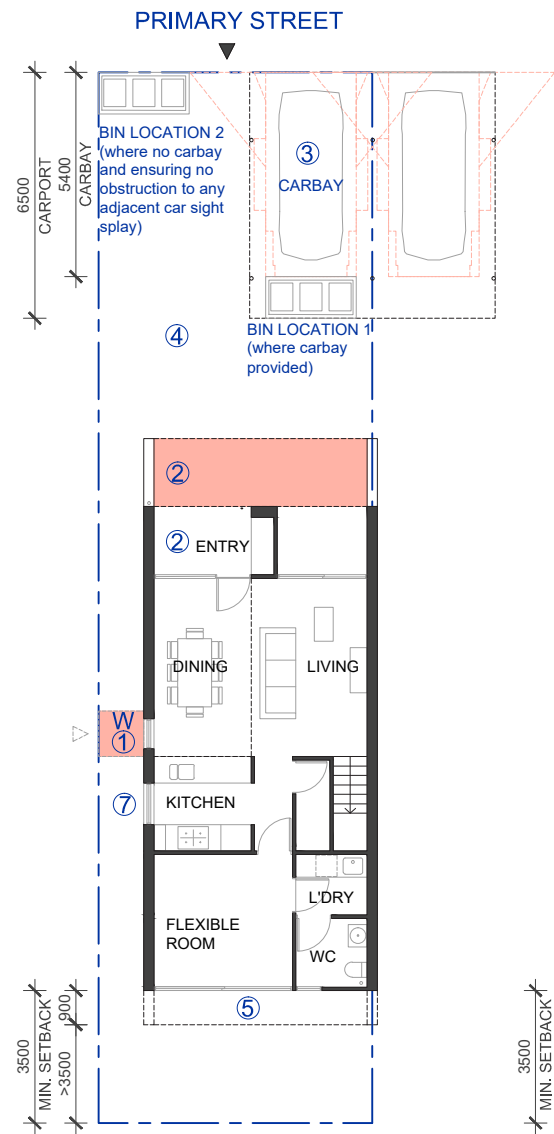 PRIMARY STREET
6500
CARPORT
5400
CARBAY
BIN LOCATION 2
(where no carbay
and ensuring no
obstruction to any
adjacent car sight
splay)
3
CARBAY
BIN LOCATION 1
(where carbay
provided)
4
2
2 ENTRY
DINING
LIVING
W
1
7
KITCHEN
L'DRY
FLEXIBLE
ROOM
WC
5
3500
MIN. SETBACK
900
>3500
3500
MIN. SETBACK